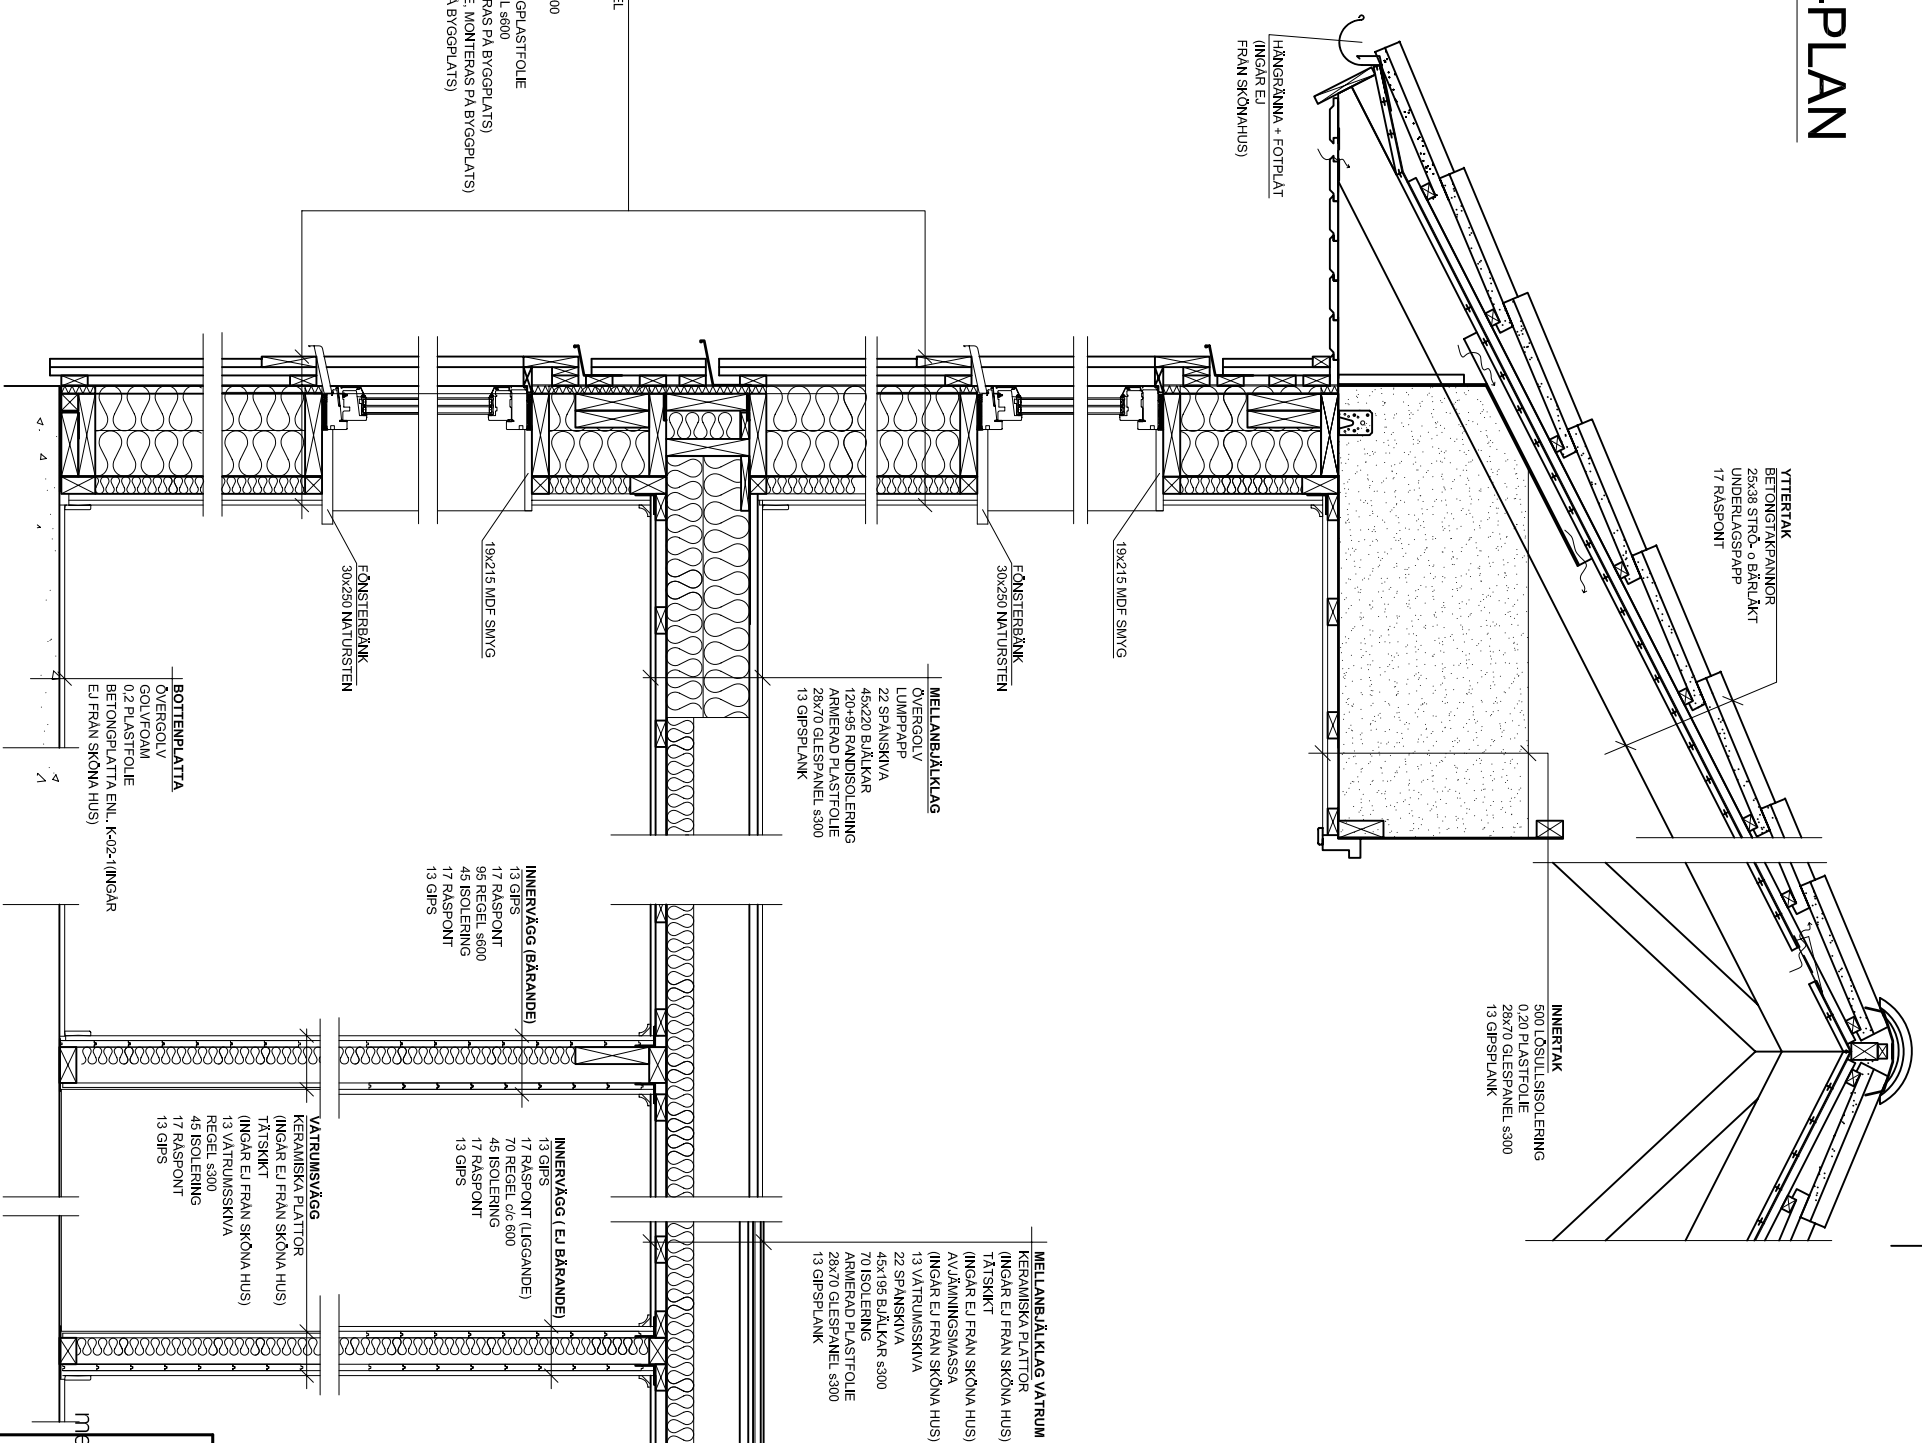 -PLAN
HÄNGRÄNNA + FOTPLÅT
(INGÅR EJ
FRÅN SKÖNAHUS)
YTTERTAK
BETONGTAKPANNOR
25x38 STRÖ- o BÄRLÄKT
UNDERLAGSPAPP
17 RÅSPONT
INNERTAK
500 LÖSULLSISOLERING
0,20 PLASTFOLIE
28x70 GLESPANEL s300
13 GIPSPLANK
GPLASTFOLIE
L s600
RAS PÅ BYGGPLATS)
E, MONTERAS PÅ BYGGPLATS)
Å BYGGPLATS)
EL
00
19x215 MDF SMYG
FÖNSTERBÄNK
30x250 NATURSTEN
MELLANBJÄLKLAG
ÖVERGOLV
LUMPPAPP
22 SPÅNSKIVA
45x220 BJÄLKAR
120+95 RANDISOLERING
ARMERAD PLASTFOLIE
28x70 GLESPANEL s300
13 GIPSPLANK
MELLANBJÄLKLAG VÅTRUM
KERAMISKA PLATTOR
(INGÅR EJ FRÅN SKÖNA HUS)
TÄTSKIKT
(INGÅR EJ FRÅN SKÖNA HUS)
AVJÄMNINGSMASSA
(INGÅR EJ FRÅN SKÖNA HUS)
13 VÅTRUMSSKIVA
22 SPÅNSKIVA
45x195 BJÄLKAR s300
70 ISOLERING
ARMERAD PLASTFOLIE
28x70 GLESPANEL s300
13 GIPSPLANK
19x215 MDF SMYG
FÖNSTERBÄNK
30x250 NATURSTEN
INNERVÄGG (BÄRANDE)
13 GIPS
17 RÅSPONT
95 REGEL s600
45 ISOLERING
17 RÅSPONT
13 GIPS
INNERVÄGG ( EJ BÄRANDE)
13 GIPS
17 RÅSPONT (LIGGANDE)
70 REGEL c/c 600
45 ISOLERING
17 RÅSPONT
13 GIPS
BOTTENPLATTA
ÖVERGOLV
GOLVFOAM
0,2 PLASTFOLIE
BETONGPLATTA ENL. K-02-1(INGÅR
EJ FRÅN SKÖNA HUS)
VÅTRUMSVÄGG
KERAMISKA PLATTOR
(INGÅR EJ FRÅN SKÖNA HUS)
TÄTSKIKT
(INGÅR EJ FRÅN SKÖNA HUS)
13 VÅTRUMSSKIVA
REGEL s300
45 ISOLERING
17 RÅSPONT
13 GIPS
me